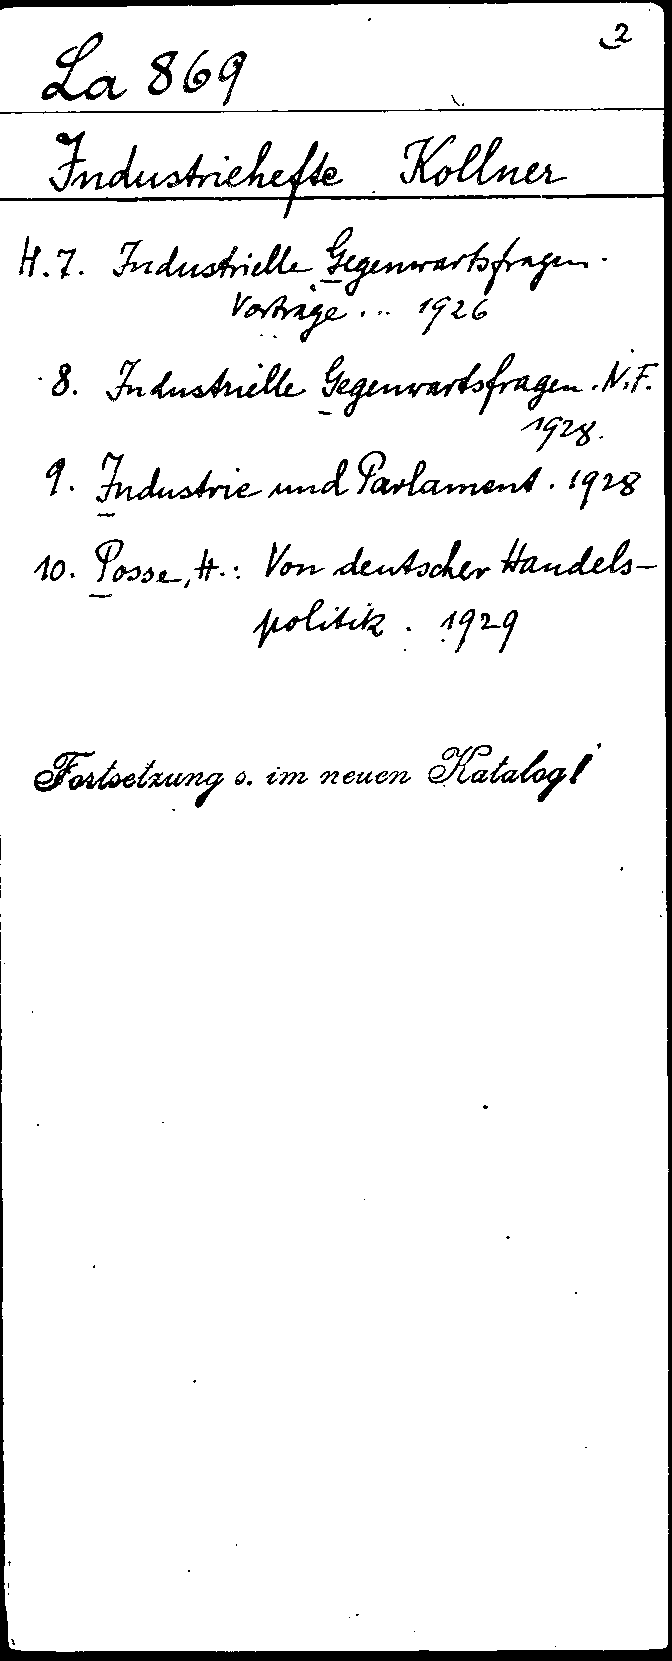 2
La 869
Industriehefte Kollner
H. 7. Industrielle Gegenwartsfragen.
Vorträge ... 1926
8. Industrielle Gegenwartsfragen. N.F.
1928.
9. Industrie und Parlament. 1928
10. Posse, H.: Von deutscher Handels-
politik. 1929
Fortsetzung s. im neuen Katalog!